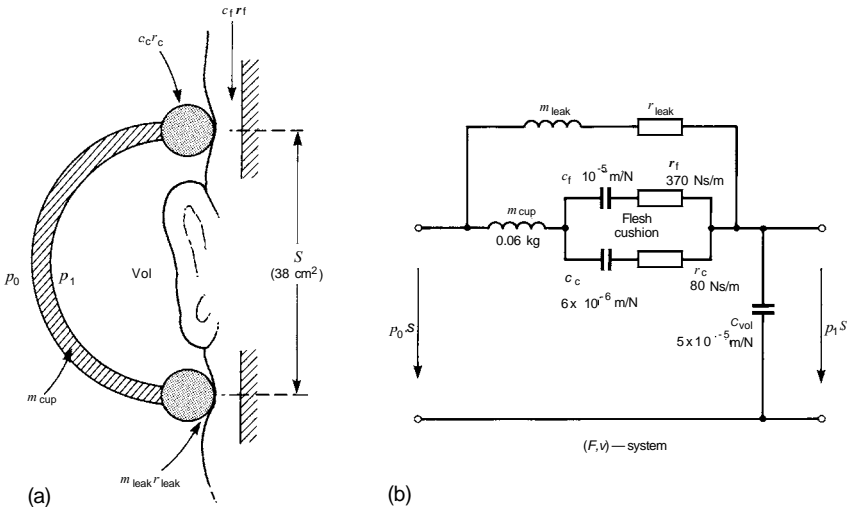 c_f r_f
c_c r_c
p_0
p_1
Vol
S
(38 cm²)
m_cup
m_leak r_leak
(a)
m_leak
r_leak
c_f 10⁻⁵ m/N
r_f
370 Ns/m
m_cup
0.06 kg
Flesh
cushion
c_c
r_c
80 Ns/m
6 x 10⁻⁶ m/N
p_0.S
C_vol
5 x 10⁻⁵ m/N
p_1 S
(F,v) — system
(b)